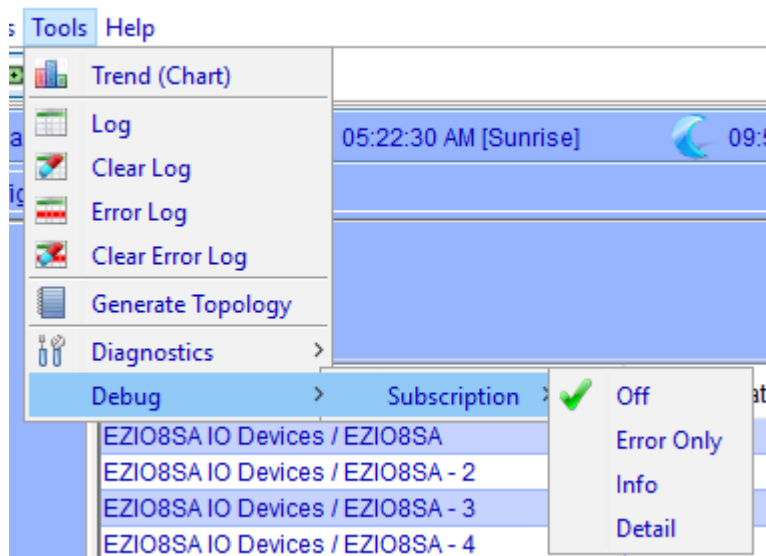 s Tools Help
Trend (Chart)
Log
05:22:30 AM [Sunrise] 09:5
Clear Log
Error Log
Clear Error Log
Generate Topology
Diagnostics
Debug
Subscription
Off
EZIO8SA IO Devices / EZIO8SA
Error Only
EZIO8SA IO Devices / EZIO8SA - 2
Info
EZIO8SA IO Devices / EZIO8SA - 3
Detail
EZIO8SA IO Devices / EZIO8SA - 4